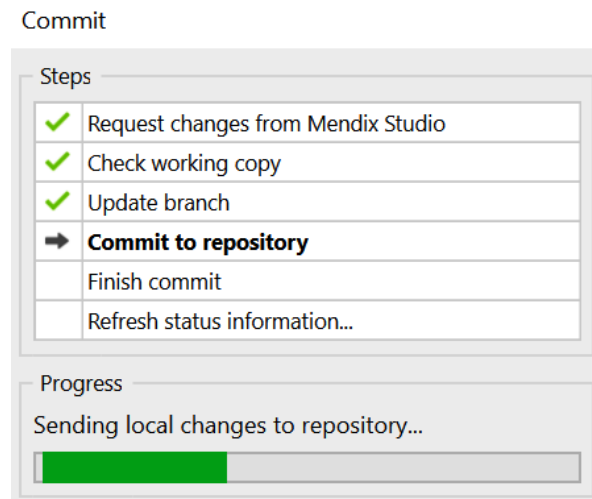 Commit
Steps
Request changes from Mendix Studio
Check working copy
Update branch
Commit to repository
Finish commit
Refresh status information...
Progress
Sending local changes to repository...